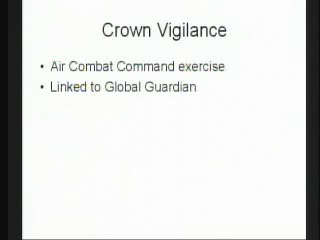 Crown Vigilance
• Air Combat Command exercise
• Linked to Global Guardian